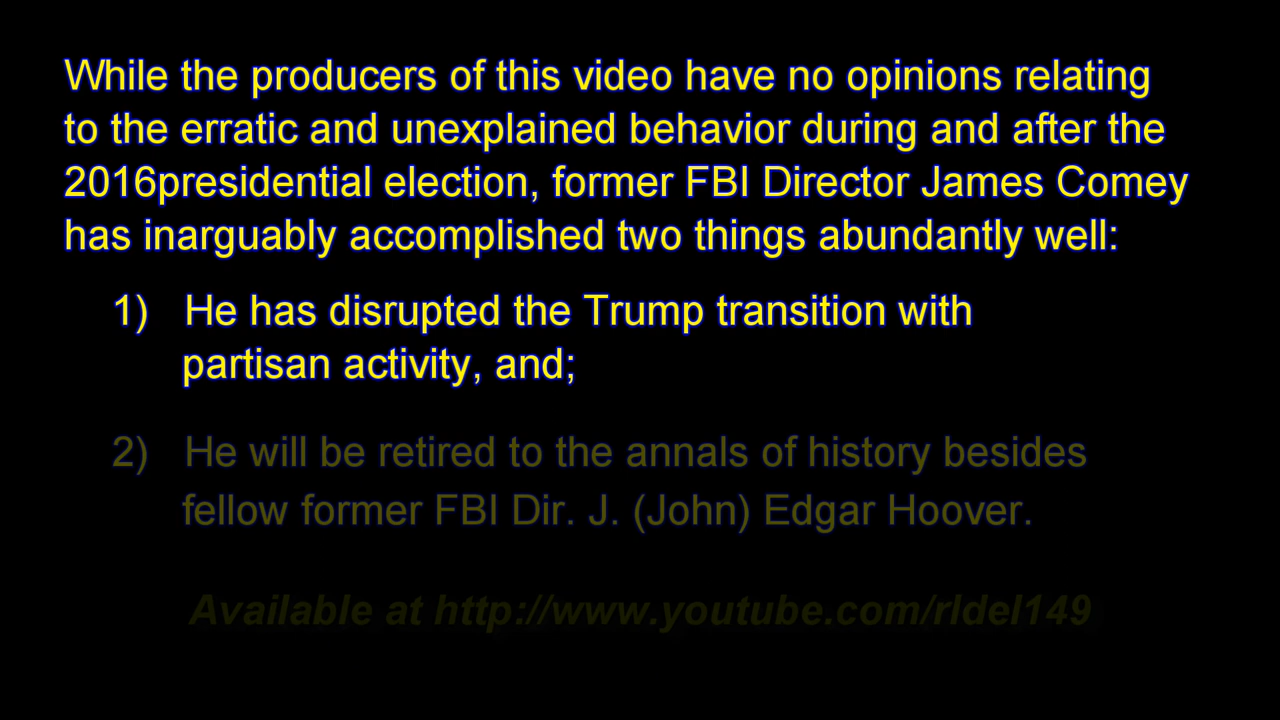 While the producers of this video have no opinions relating
to the erratic and unexplained behavior during and after the
2016presidential election, former FBI Director James Comey
has inarguably accomplished two things abundantly well:
1) He has disrupted the Trump transition with
partisan activity, and;
2) He will be retired to the annals of history besides
fellow former FBI Dir. J. (John) Edgar Hoover.
Available at http://www.youtube.com/rldel149